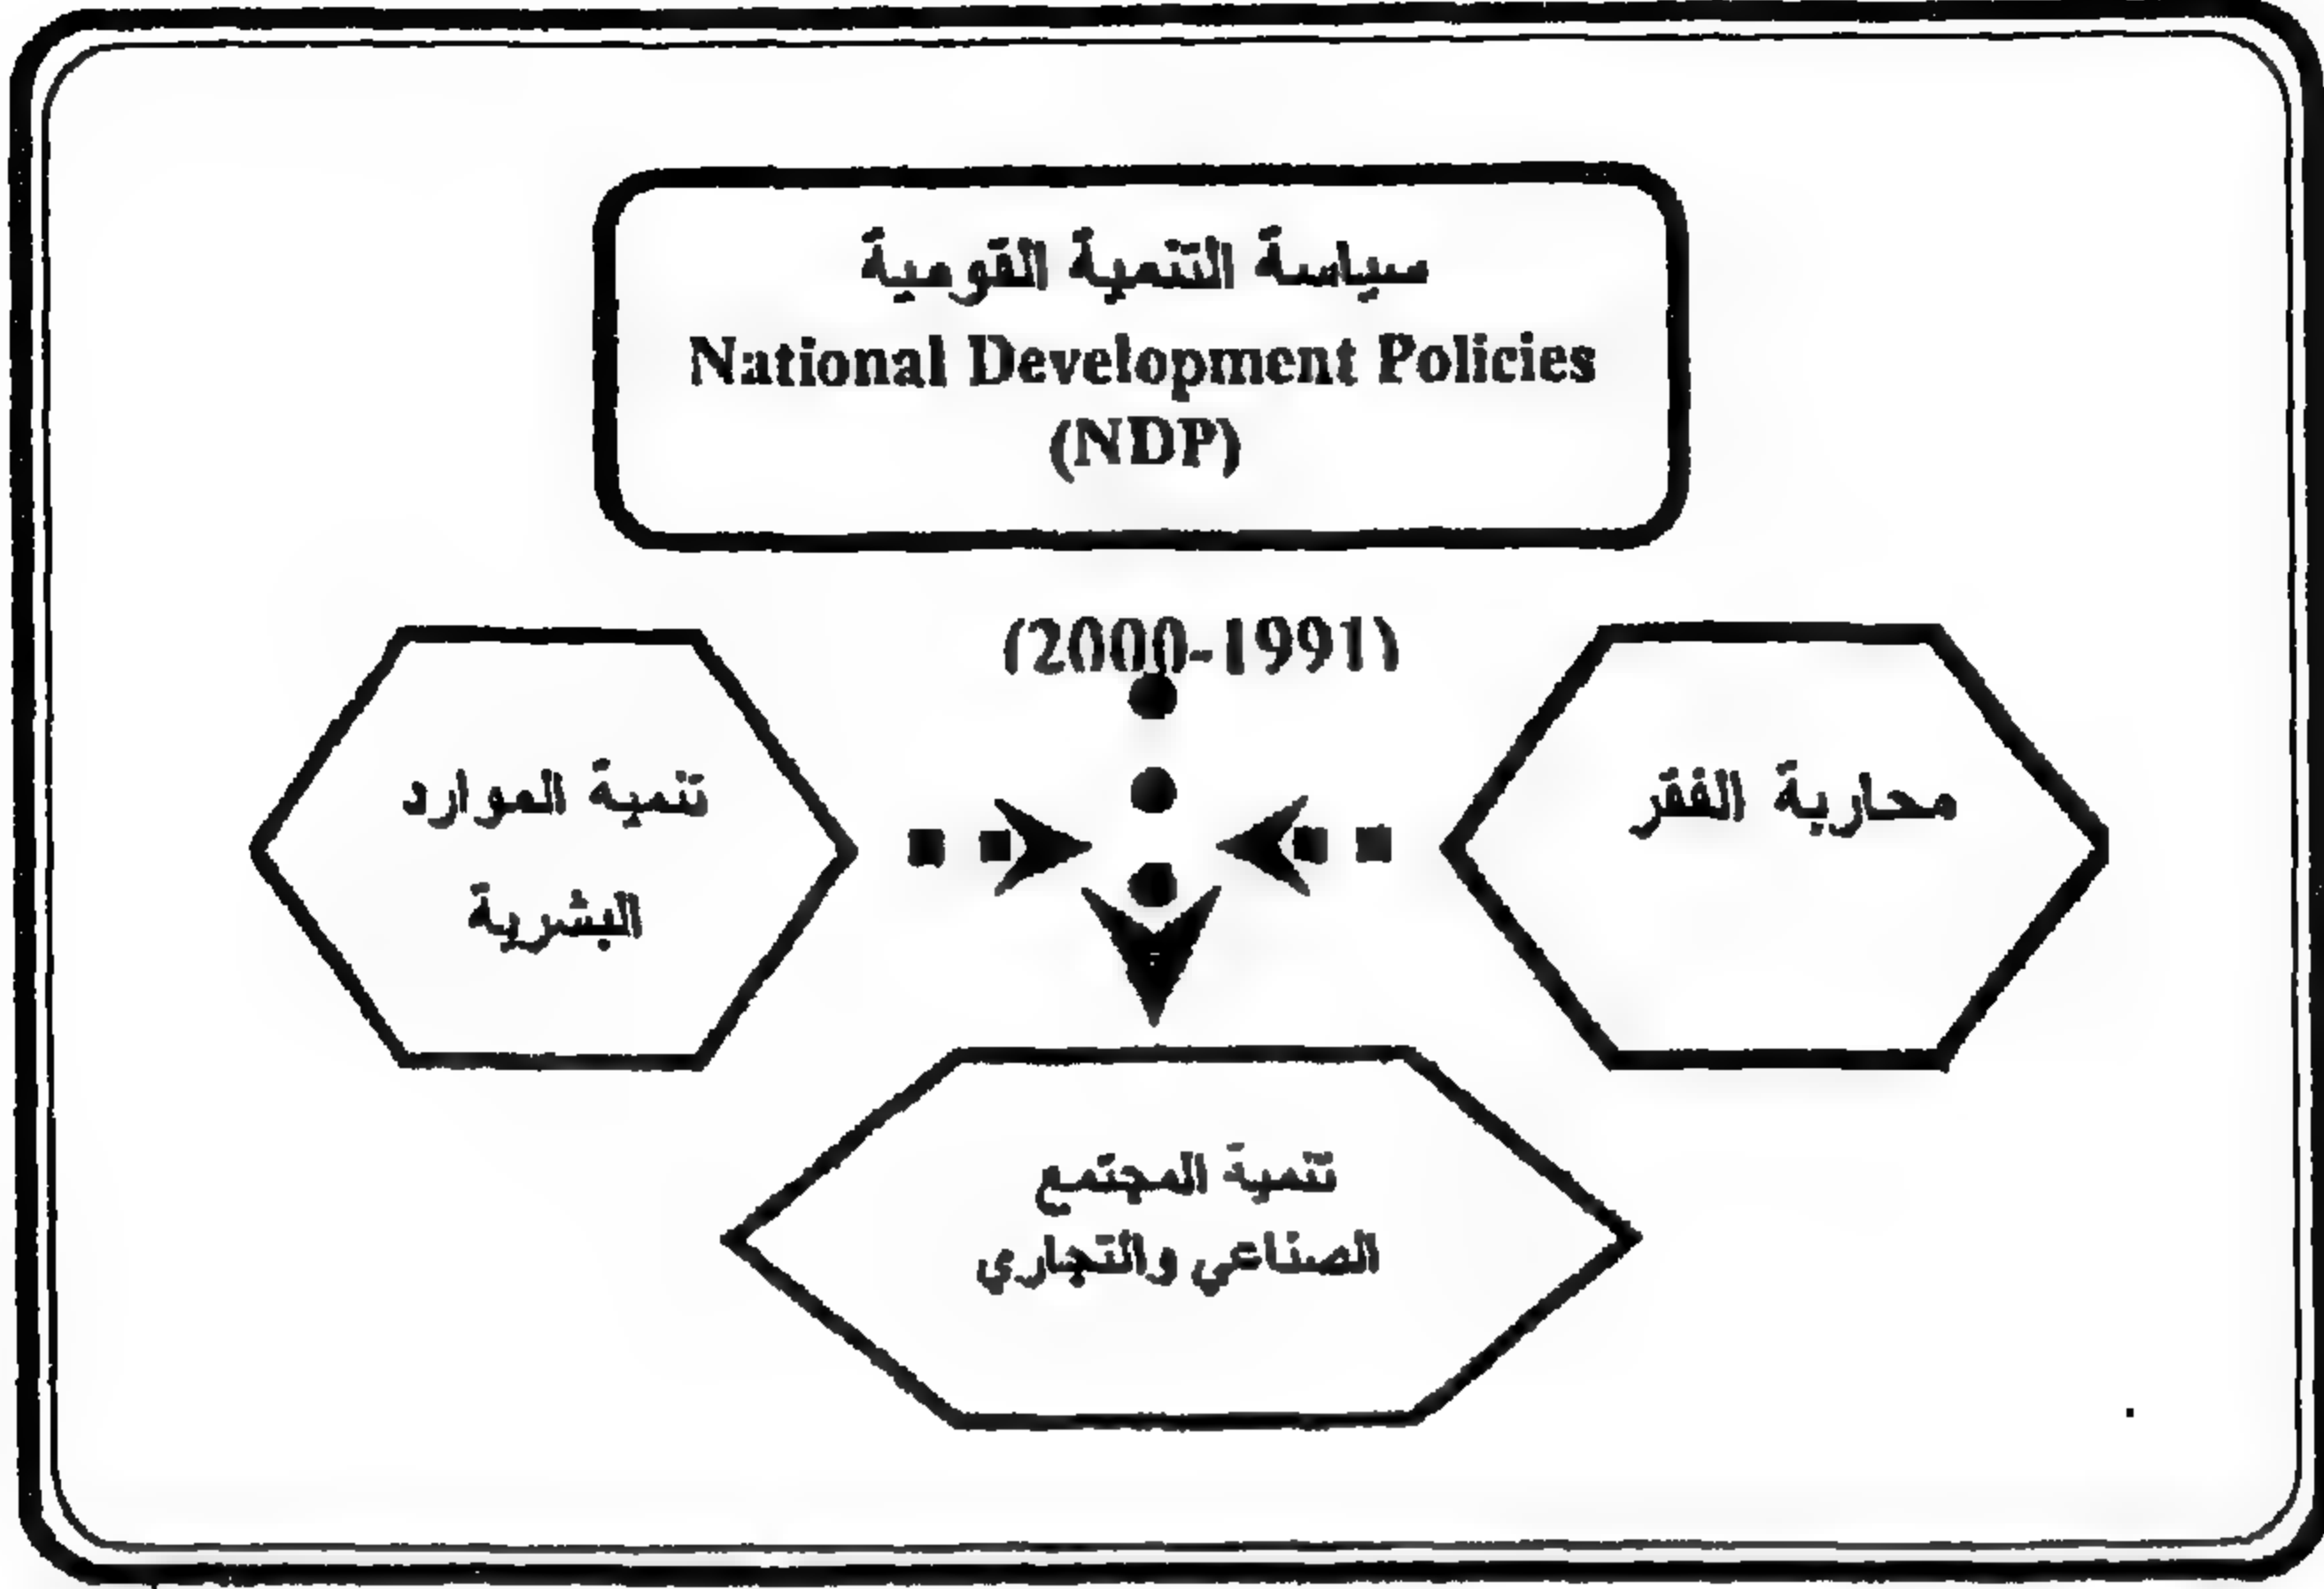 سياسة التنمية القومية
National Development Policies
(NDP)
(2000-1991)
محاربة الفقر
تنمية الموارد
البشرية
تنمية المجتمع
الصناعي والتجاري